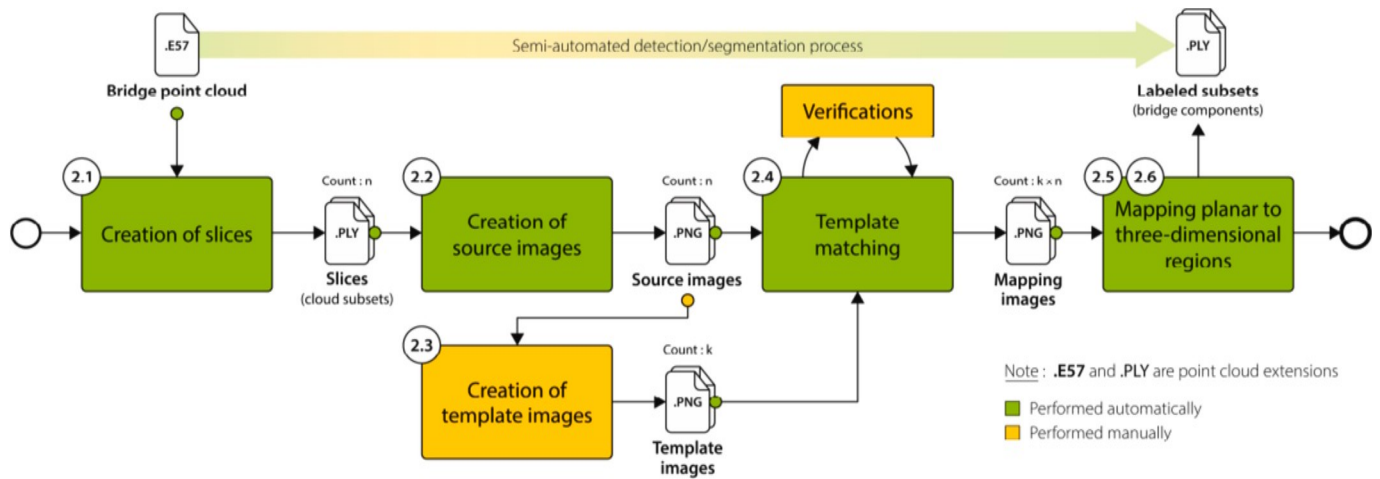 .E57
Semi-automated detection/segmentation process
.PLY
Bridge point cloud
Labeled subsets
(bridge components)
Verifications
2.1
Creation of slices
Count : n
.PLY
Slices
(cloud subsets)
2.2
Creation of
source images
Count : n
.PNG
Source images
2.4
Template
matching
Count : k × n
.PNG
Mapping
images
2.5
2.6
Mapping planar to
three-dimensional
regions
2.3
Creation of
template images
Count : k
.PNG
Template
images
Note : .E57 and .PLY are point cloud extensions
Performed automatically
Performed manually